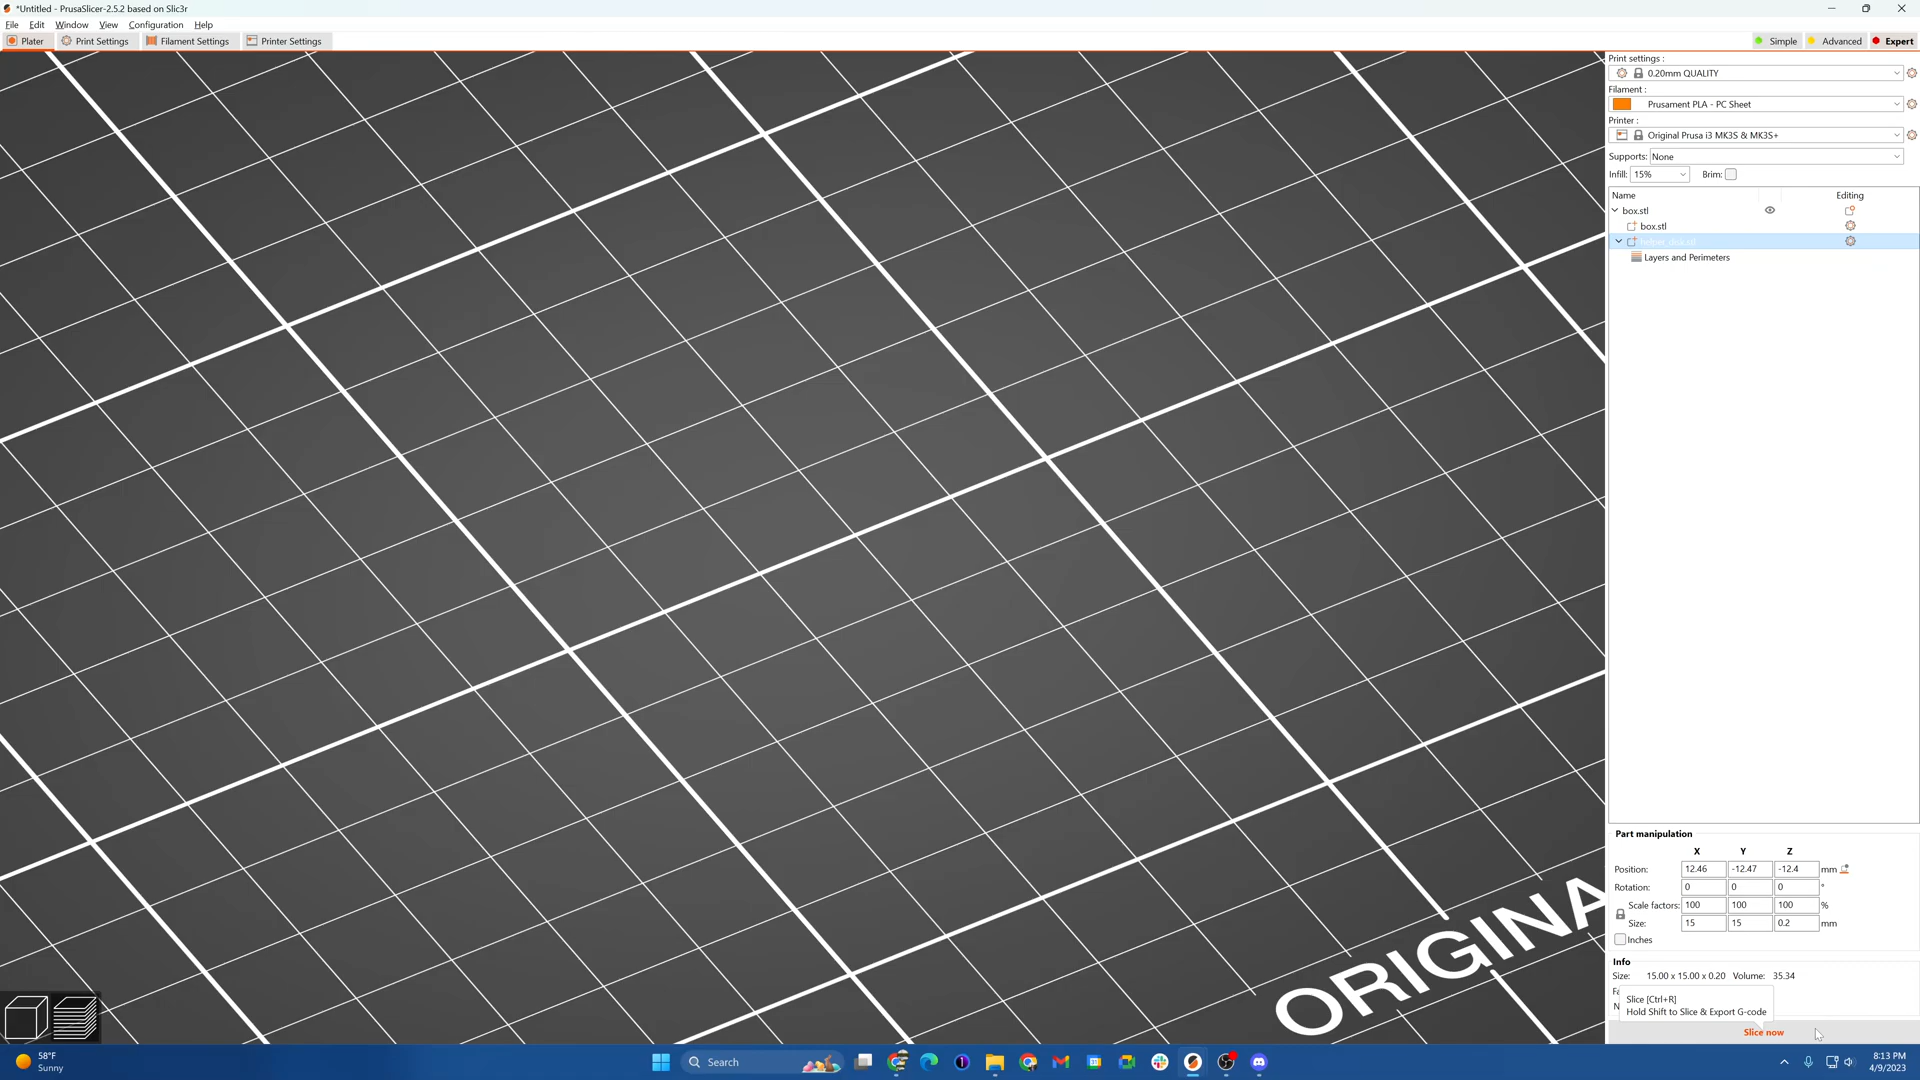 *Untitled - PrusaSlicer-2.5.2 based on Slic3r
File Edit Window View Configuration Help
Plater Print Settings Filament Settings Printer Settings Simple Advanced Expert
Print settings :
0.20mm QUALITY
Filament :
Prusament PLA - PC Sheet
Printer :
Original Prusa i3 MK3S & MK3S+
Supports: None
Infill: 15% Brim:
Name Editing
box.stl
box.stl
helper_disk.stl
Layers and Perimeters
Part manipulation
X Y Z
Position: 12.46 -12.47 -12.4 mm
Rotation: 0 0 0 °
Scale factors: 100 100 100 %
Size: 15 15 0.2 mm
Inches
Info
Size: 15.00 x 15.00 x 0.20 Volume: 35.34
Slice [Ctrl+R]
Hold Shift to Slice & Export G-code
Slice now
ORIGINA
58°F
Sunny
Search
8:13 PM
4/9/2023